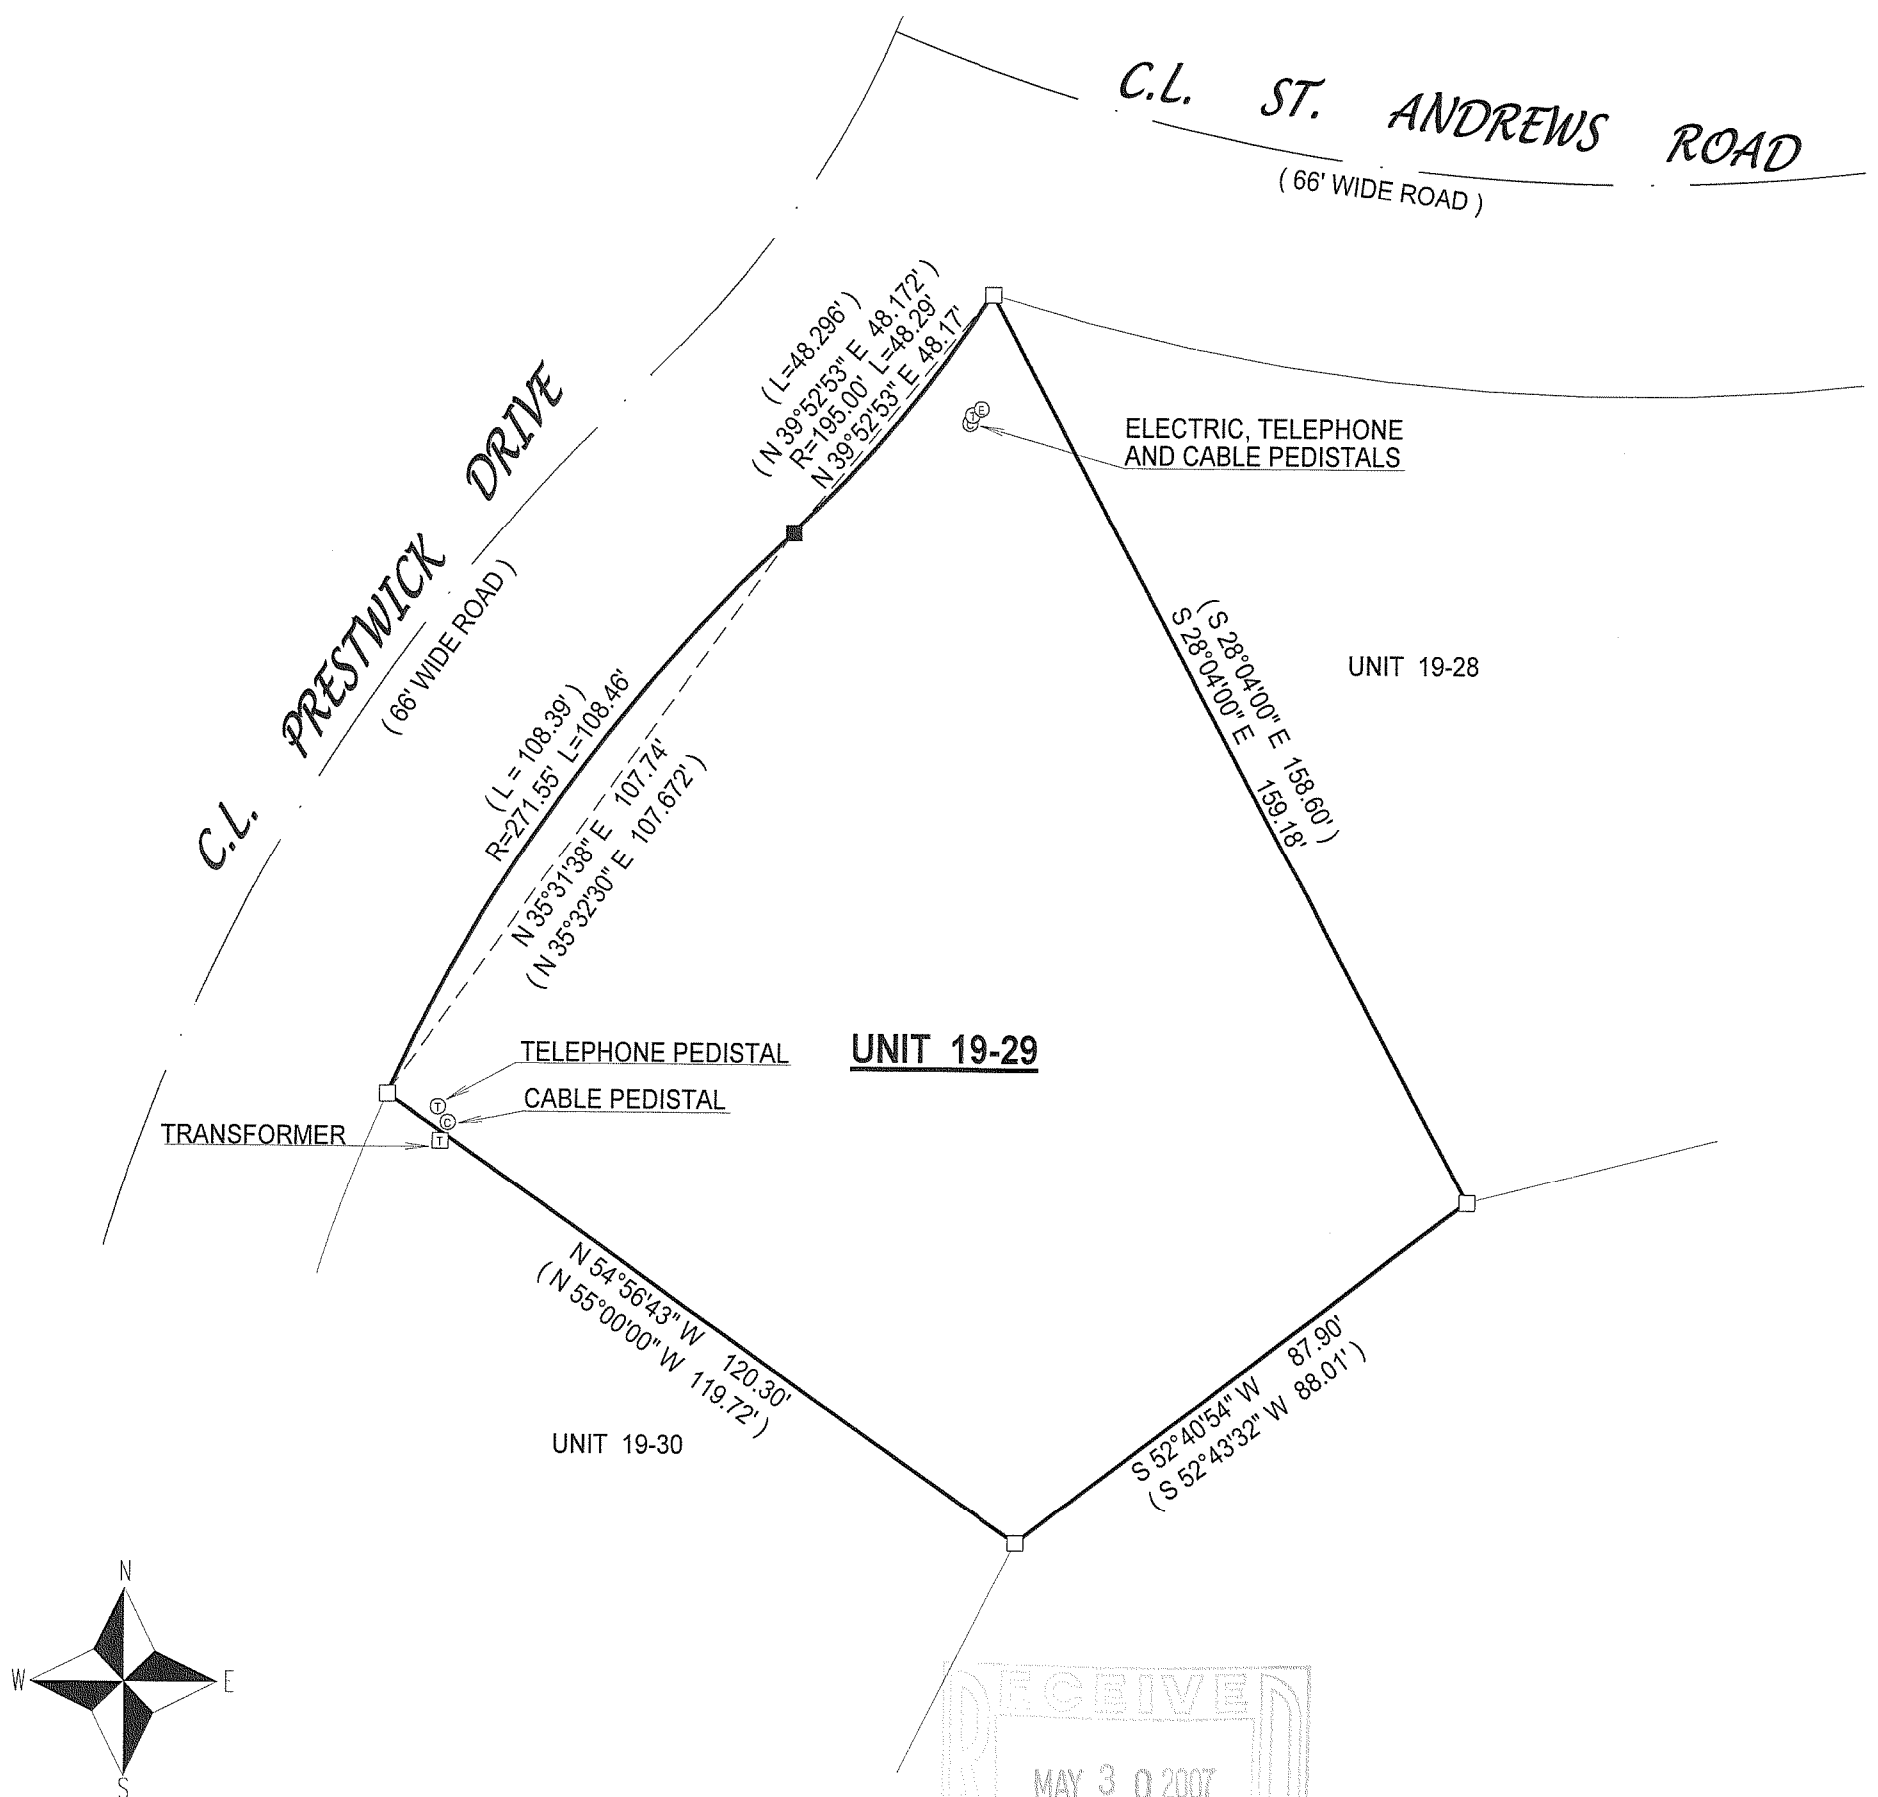 C.L. ST. ANDREWS ROAD
( 66' WIDE ROAD )
C.L. PRESTWICK DRIVE
( 66' WIDE ROAD )
( L=48.296' )
( N 39°52'53" E 48.172' )
R=195.00' L=48.29'
N 39°52'53" E 48.17'
E
T
C
ELECTRIC, TELEPHONE
AND CABLE PEDISTALS
( S 28°04'00" E 158.60' )
S 28°04'00" E 159.18'
UNIT 19-28
( L = 108.39' )
R=271.55' L=108.46'
N 35°31'38" E 107.74'
( N 35°32'30" E 107.672' )
UNIT 19-29
TELEPHONE PEDISTAL
T
CABLE PEDISTAL
C
TRANSFORMER
T
N 54°56'43" W 120.30'
( N 55°00'00" W 119.72' )
UNIT 19-30
S 52°40'54" W 87.90'
( S 52°43'32" W 88.01' )
N
W E
S
RECEIVED
MAY 30 2007